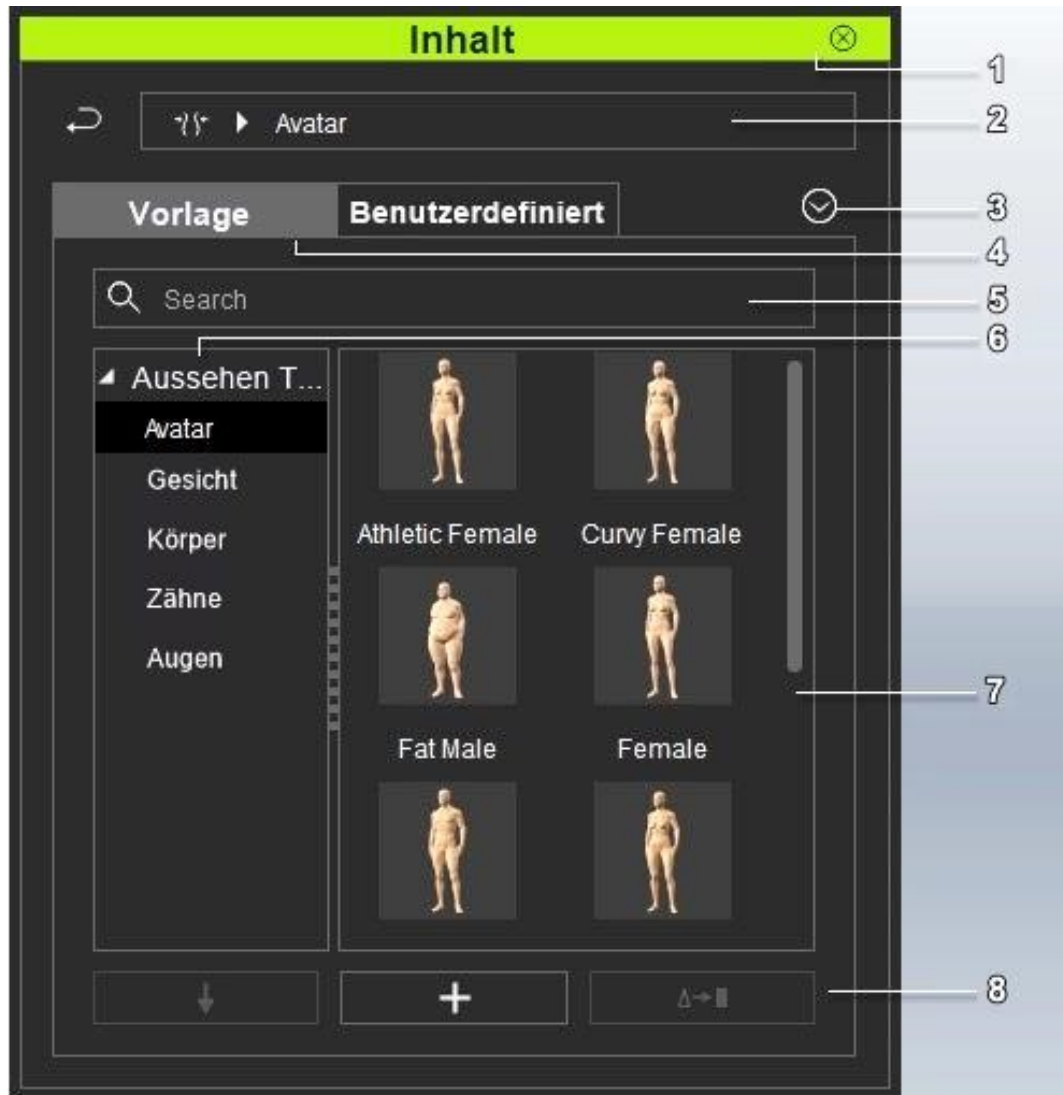 Inhalt
1
Avatar
2
Vorlage
Benutzerdefiniert
3
4
Search
5
6
Aussehen T...
Avatar
Gesicht
Körper
Zähne
Augen
Athletic Female
Curvy Female
Fat Male
Female
7
8